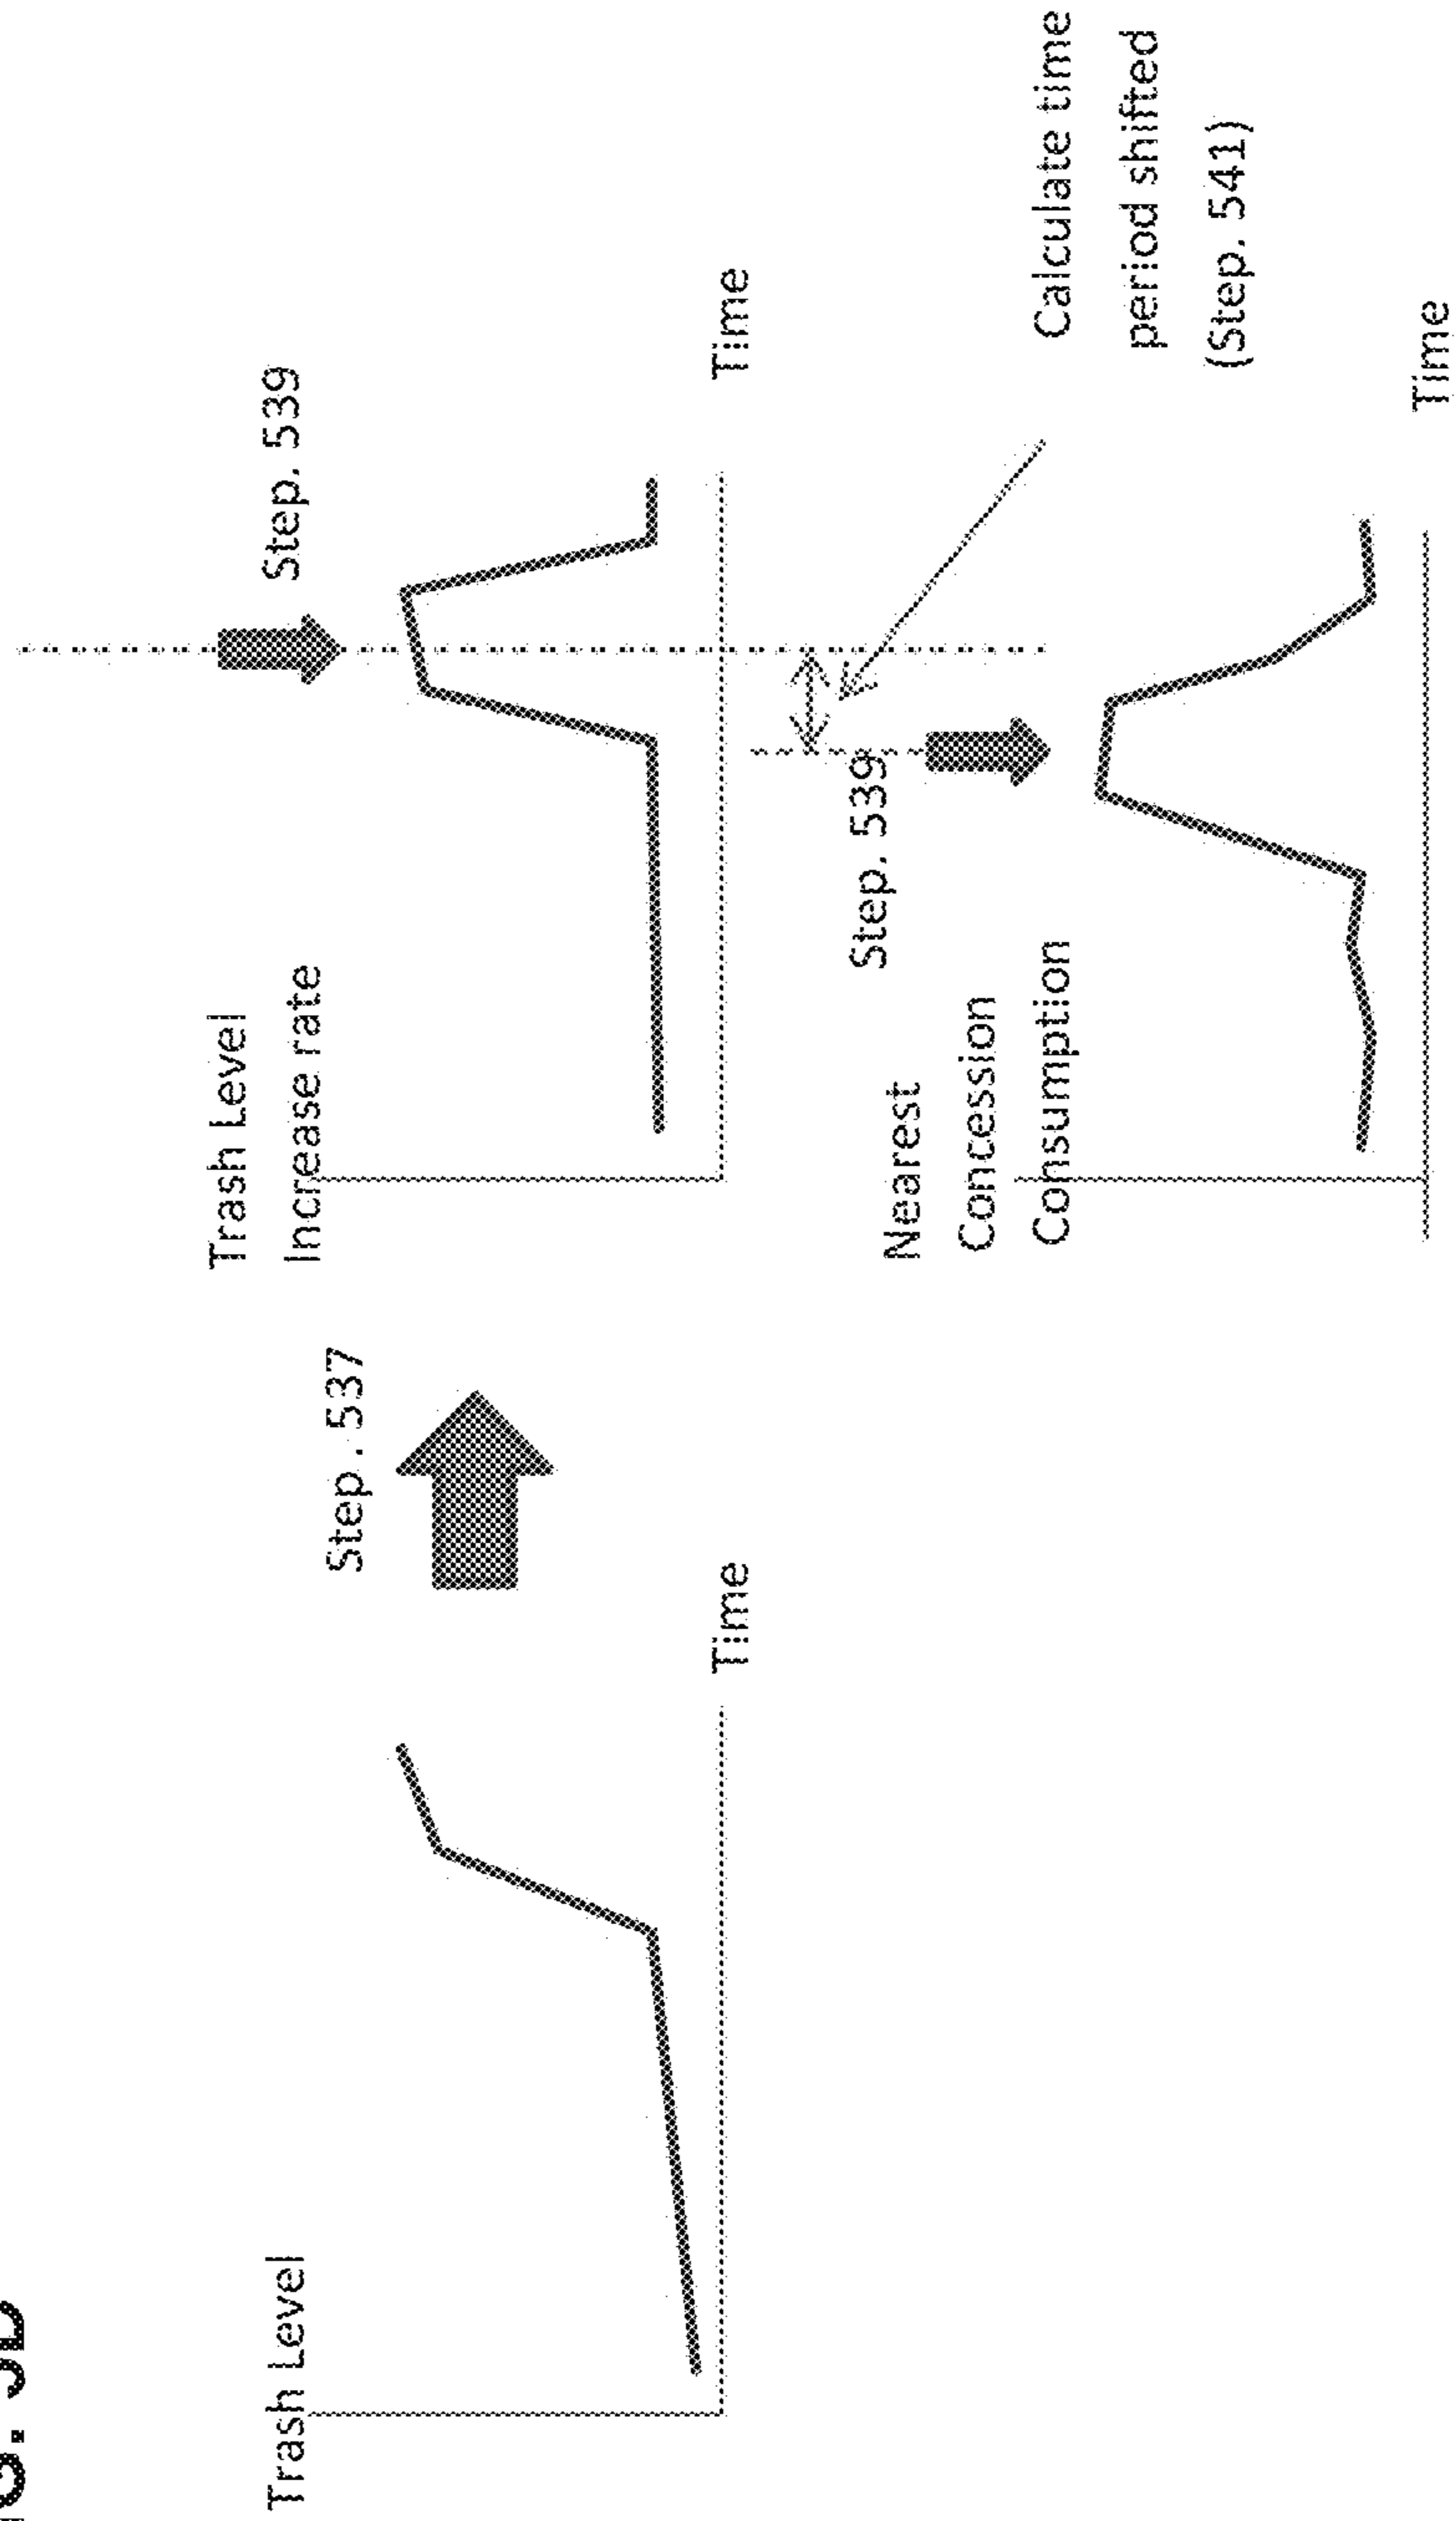 Trash Level
Time
Step . 537
Trash Level
Increase rate
Step. 539
Time
Nearest
Concession
Consumption
Step. 539
Calculate time
period shifted
(Step. 541)
Time